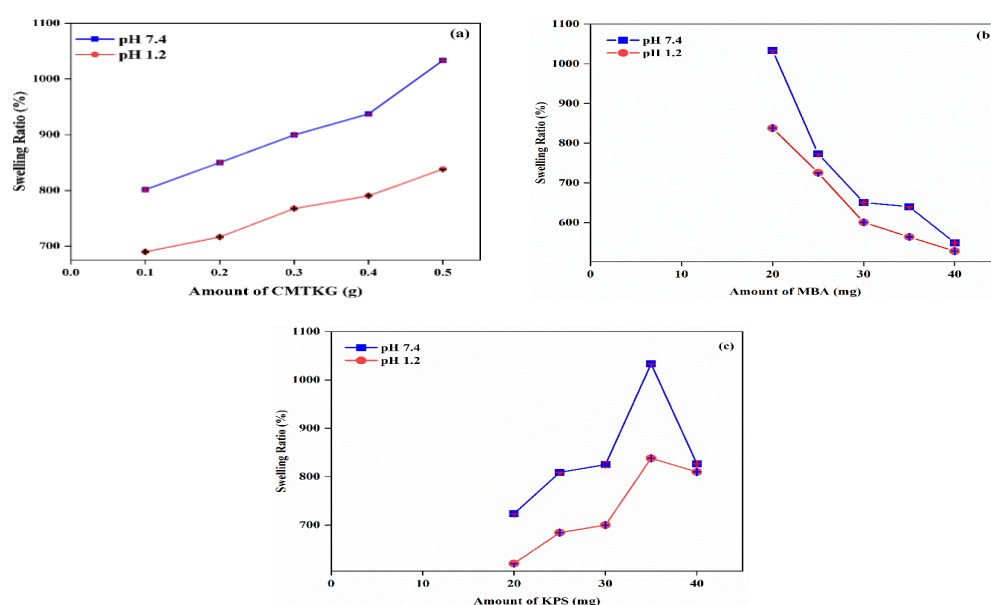 1100
1000
900
800
700
Swelling Ratio (%)
pH 7.4
pH 1.2
(a)
0.0 0.1 0.2 0.3 0.4 0.5
Amount of CMTKG (g)
1100
1000
900
800
700
600
Swelling Ratio (%)
pH 7.4
pH 1.2
(b
0 10 20 30 40
Amount of MBA (mg)
1100
1000
900
800
700
Swelling Ratio (%)
pH 7.4
pH 1.2
(c)
0 10 20 30 40
Amount of KPS (mg)